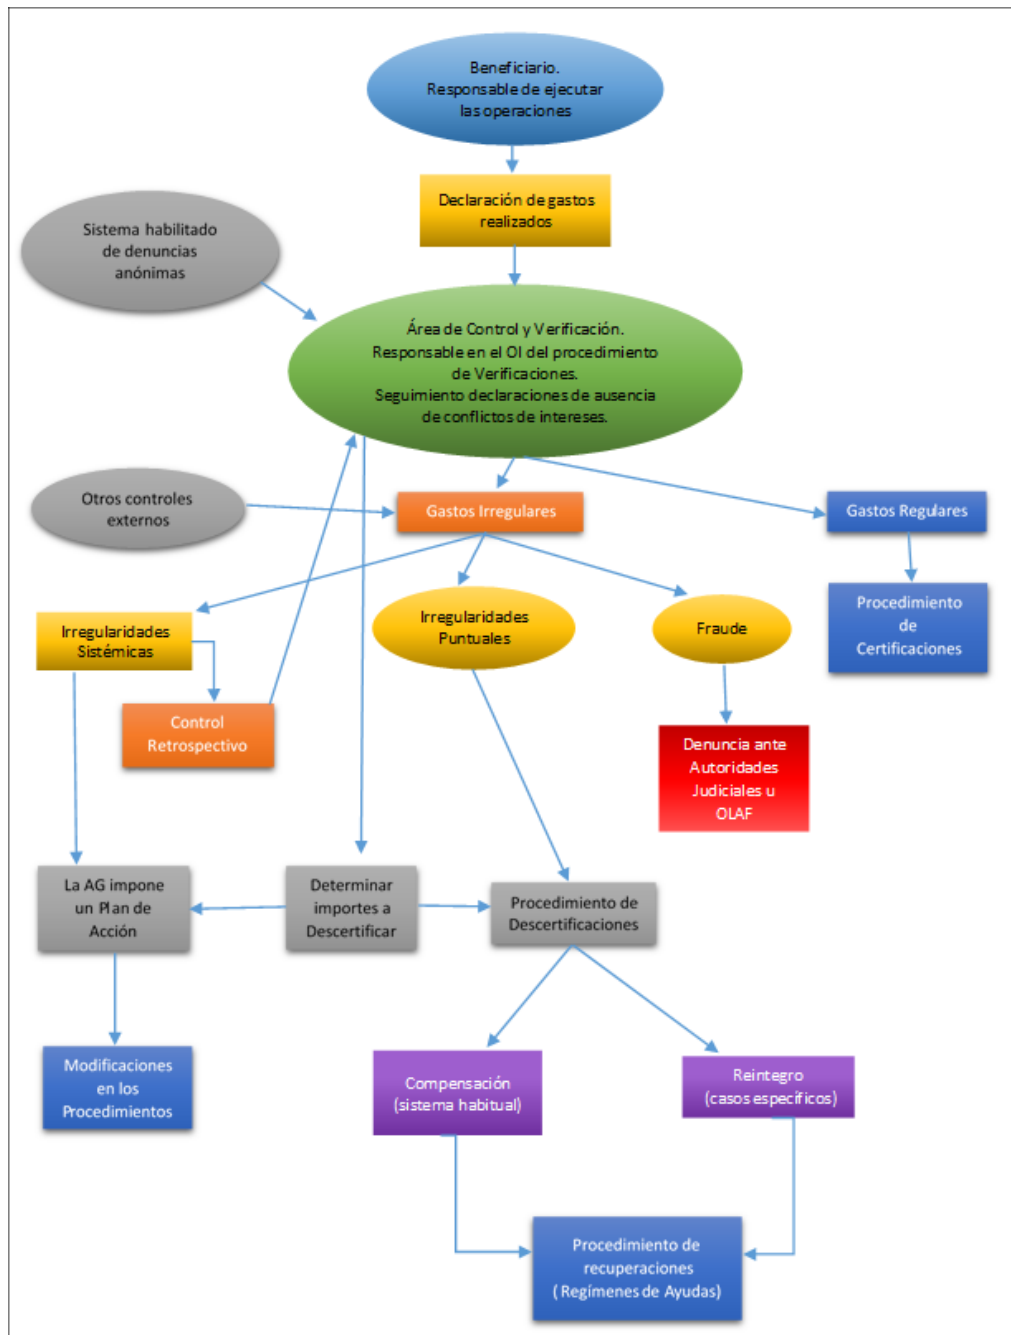 Beneficiario.
Responsable de ejecutar
las operaciones
Declaración de gastos
realizados
Sistema habilitado
de denuncias
anónimas
Área de Control y Verificación.
Responsable en el OI del procedimiento
de Verificaciones.
Seguimiento declaraciones de ausencia
de conflictos de intereses.
Otros controles
externos
Gastos Irregulares
Gastos Regulares
Irregularidades
Sistémicas
Irregularidades
Puntuales
Fraude
Procedimiento
de
Certificaciones
Control
Retrospectivo
Denuncia ante
Autoridades
Judiciales u
OLAF
La AG impone
un Plan de
Acción
Determinar
importes a
Descertificar
Procedimiento de
Descertificaciones
Modificaciones
en los
Procedimientos
Compensación
(sistema habitual)
Reintegro
(casos específicos)
Procedimiento de
recuperaciones
( Regímenes de Ayudas)